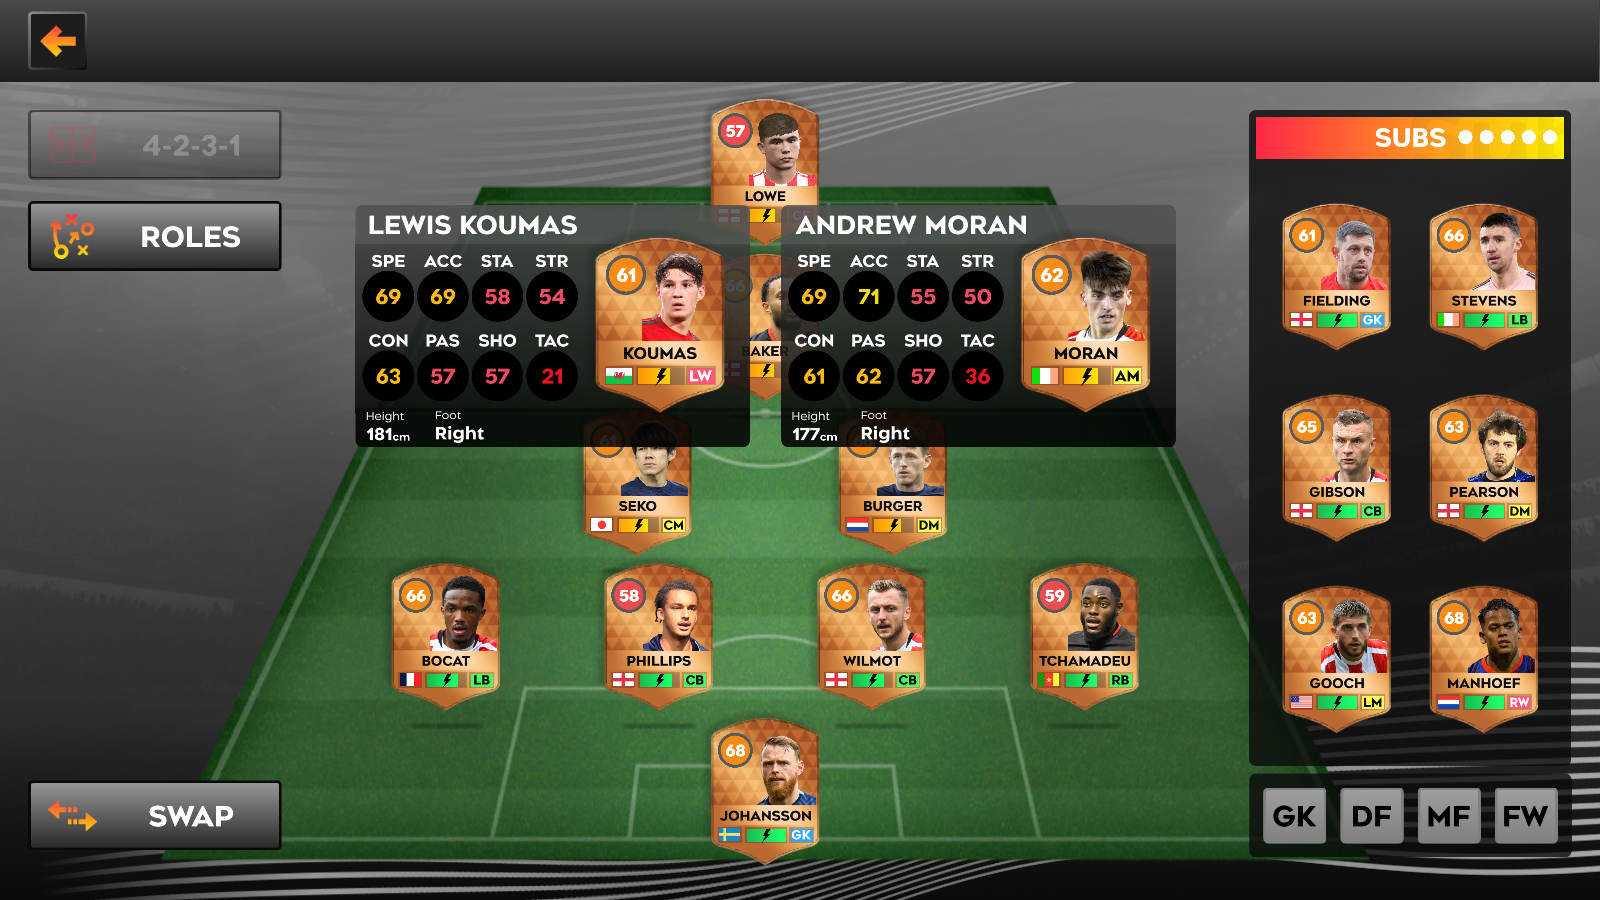 4-2-3-1
ROLES
SWAP
57
LOWE
LEWIS KOUMAS
SPE ACC STA STR
69 69 58 54
CON PAS SHO TAC
63 57 57 21
Height Foot
181cm Right
61
KOUMAS
LW
66
BAKER
ANDREW MORAN
SPE ACC STA STR
69 71 55 50
CON PAS SHO TAC
61 62 57 36
Height Foot
177cm Right
62
MORAN
AM
61
SEKO
CM
BURGER
DM
66
BOCAT
LB
58
PHILLIPS
CB
66
WILMOT
CB
59
TCHAMADEU
RB
68
JOHANSSON
GK
SUBS
61
FIELDING
GK
66
STEVENS
LB
65
GIBSON
CB
63
PEARSON
DM
63
GOOCH
LM
68
MANHOEF
RW
GK DF MF FW